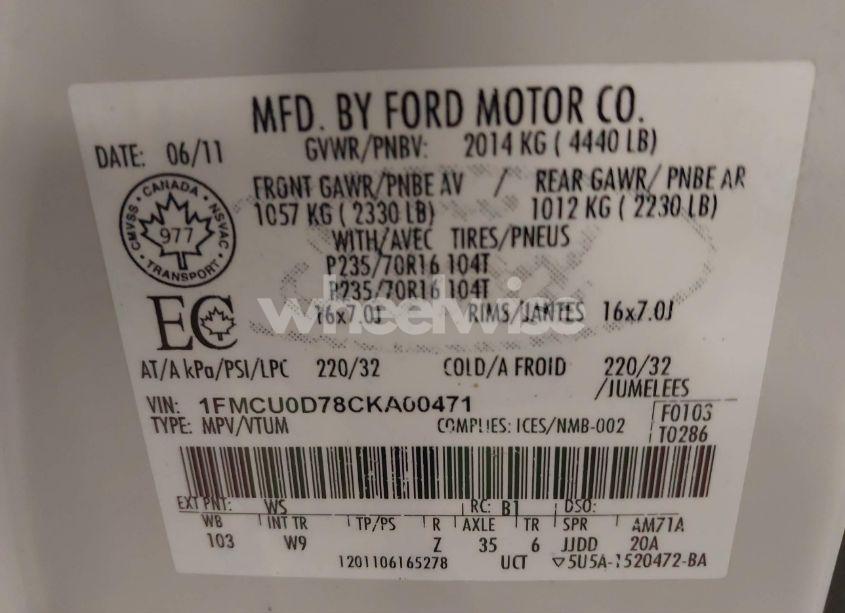 MFD. BY FORD MOTOR CO.
DATE: 06/11 GVWR/PNBV: 2014 KG ( 4440 LB)
FRONT GAWR/PNBE AV / REAR GAWR/ PNBE AR
1057 KG ( 2330 LB) 1012 KG ( 2230 LB)
WITH/AVEC TIRES/PNEUS
P235/70R16 104T
P235/70R16 104T
16x7.0J RIMS/JANTES 16x7.0J
CANADA
CMVSS NSVAC
977
TRANSPORT
EC
wheelwise
AT/A kPa/PSI/LPC 220/32 COLD/A FROID 220/32
/JUMELEES
VIN: 1FMCU0D78CKA00471 F0103
TYPE: MPV/VTUM COMPLIES: ICES/NMB-002 T0286
EXT PNT: WS RC: B1 DSO:
WB INT TR TP/PS R AXLE TR SPR AM71A
103 W9 Z 35 6 JJDD 20A
1201106165278 UCT ▽5U5A-1520472-BA